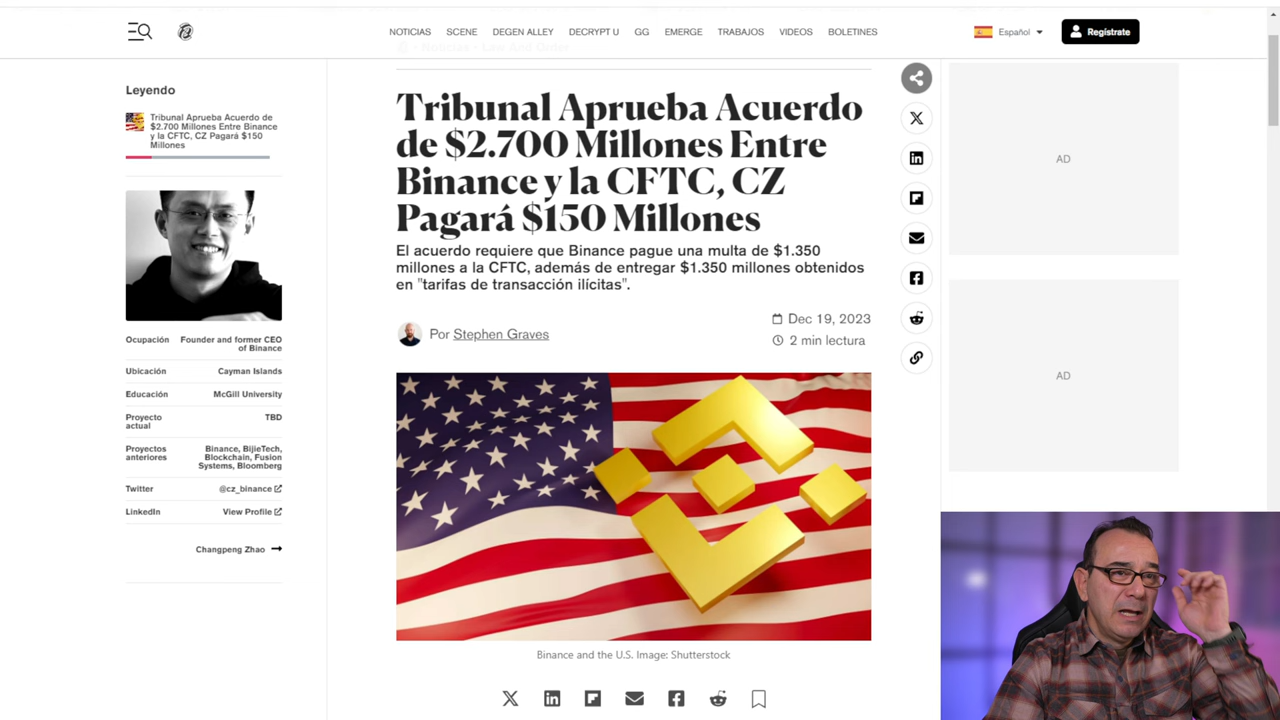 NOTICIAS SCENE DEGEN ALLEY DECRYPT U GG EMERGE TRABAJOS VIDEOS BOLETINES
Español
Regístrate
Noticias • Law And Order
Leyendo
Tribunal Aprueba Acuerdo de
$2.700 Millones Entre Binance
y la CFTC, CZ Pagará $150
Millones
Ocupación Founder and former CEO
of Binance
Ubicación Cayman Islands
Educación McGill University
Proyecto TBD
actual
Proyectos Binance, BijieTech,
anteriores Blockchain, Fusion
Systems, Bloomberg
Twitter @cz_binance
LinkedIn View Profile
Changpeng Zhao
Tribunal Aprueba Acuerdo
de $2.700 Millones Entre
Binance y la CFTC, CZ
Pagará $150 Millones
El acuerdo requiere que Binance pague una multa de $1.350
millones a la CFTC, además de entregar $1.350 millones obtenidos
en "tarifas de transacción ilícitas".
Por Stephen Graves
Dec 19, 2023
2 min lectura
Binance and the U.S. Image: Shutterstock
AD
AD